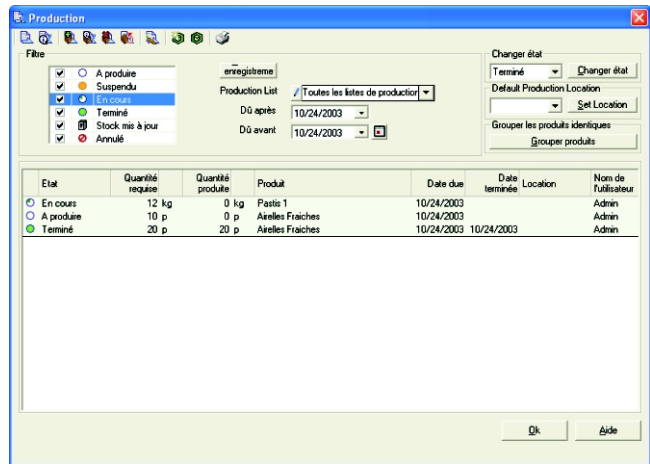 Production
Filtre
A produire
Suspendu
En cours
Terminé
Stock mis à jour
Annulé
enregistreme
Production List
Toutes les listes de production
Dû après
10/24/2003
Dû avant
10/24/2003
Changer état
Terminé
Changer état
Default Production Location
Set Location
Grouper les produits identiques
Grouper produits
Etat Quantité requise Quantité produite Produit Date due Date terminée Location Nom de l'utilisateur
En cours 12 kg 0 kg Pastis 1 10/24/2003 Admin
A produire 10 p 0 p Airelles Fraiches 10/24/2003 Admin
Terminé 20 p 20 p Airelles Fraiches 10/24/2003 10/24/2003 Admin
Ok
Aide